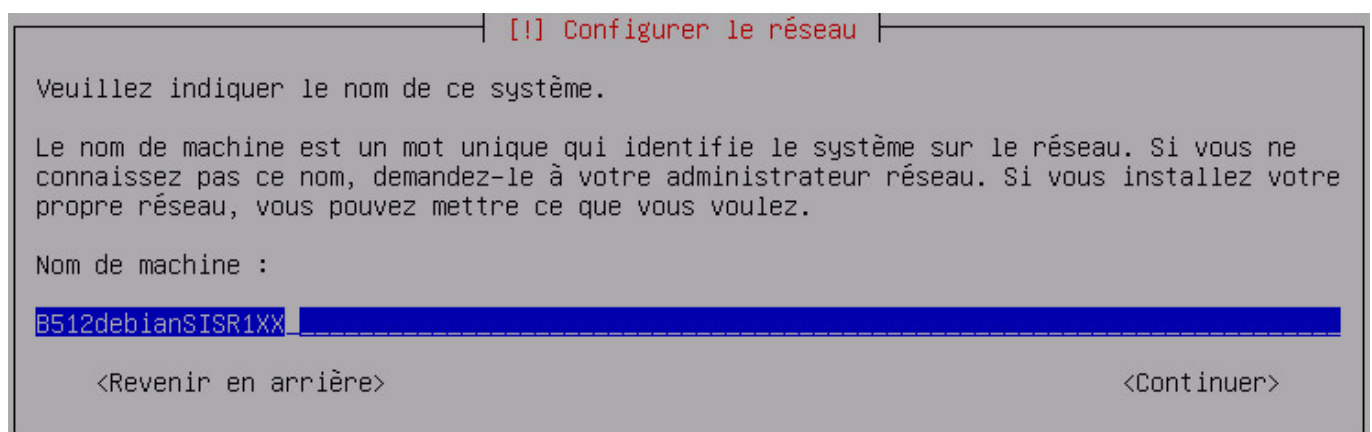 [!] Configurer le réseau
Veuillez indiquer le nom de ce système.
Le nom de machine est un mot unique qui identifie le système sur le réseau. Si vous ne
connaissez pas ce nom, demandez-le à votre administrateur réseau. Si vous installez votre
propre réseau, vous pouvez mettre ce que vous voulez.
Nom de machine :
B512debianSISR1XX
<Revenir en arrière> <Continuer>